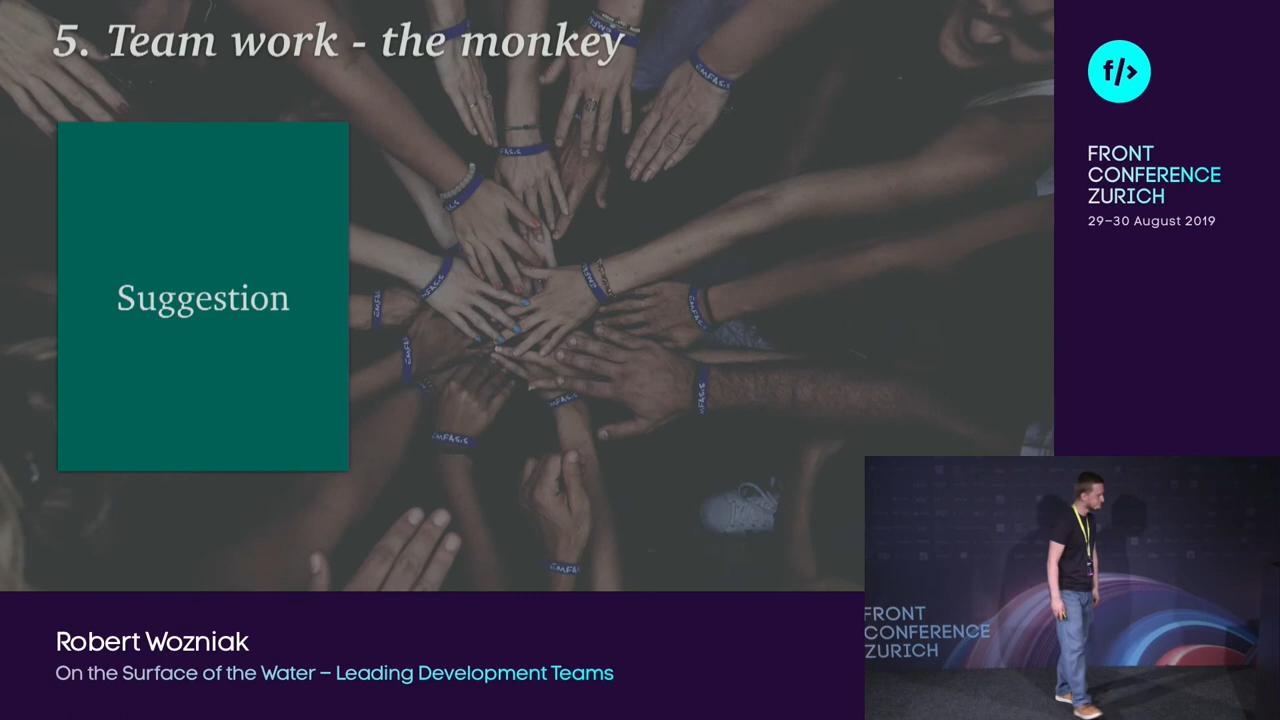 5. Team work - the monkey
Suggestion
EMFASIS
f/>
FRONT
CONFERENCE
ZURICH
29–30 August 2019
FRONT
CONFERENCE
ZURICH
Robert Wozniak
On the Surface of the Water – Leading Development Teams